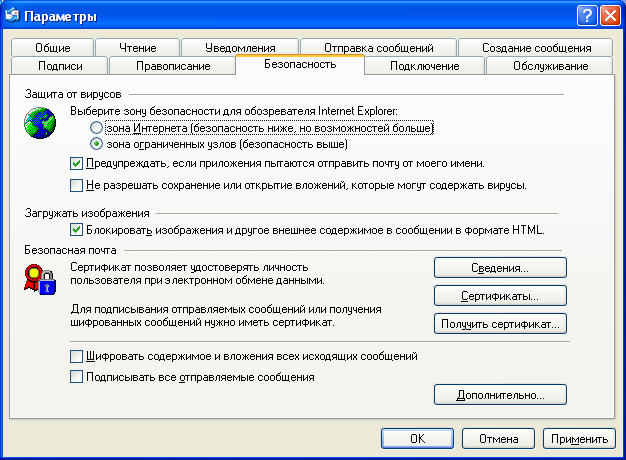 Параметры
Общие
Чтение
Уведомления
Отправка сообщений
Создание сообщения
Подписи
Правописание
Безопасность
Подключение
Обслуживание
Защита от вирусов
Выберите зону безопасности для обозревателя Internet Explorer:
зона Интернета (безопасность ниже, но возможностей больше)
зона ограниченных узлов (безопасность выше)
Предупреждать, если приложения пытаются отправить почту от моего имени.
Не разрешать сохранение или открытие вложений, которые могут содержать вирусы.
Загружать изображения
Блокировать изображения и другое внешнее содержимое в сообщении в формате HTML.
Безопасная почта
Сертификат позволяет удостоверять личность
пользователя при электронном обмене данными.
Сведения...
Сертификаты...
Для подписывания отправляемых сообщений или получения
шифрованных сообщений нужно иметь сертификат.
Получить сертификат...
Шифровать содержимое и вложения всех исходящих сообщений
Подписывать все отправляемые сообщения
Дополнительно...
ОК
Отмена
Применить